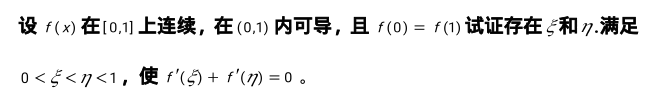 设 f(x) 在[0,1]上连续，在(0,1) 内可导，且 f(0) = f(1)试证存在ξ和η.满足
0<ξ<η<1，使 f′(ξ) + f′(η) = 0 。